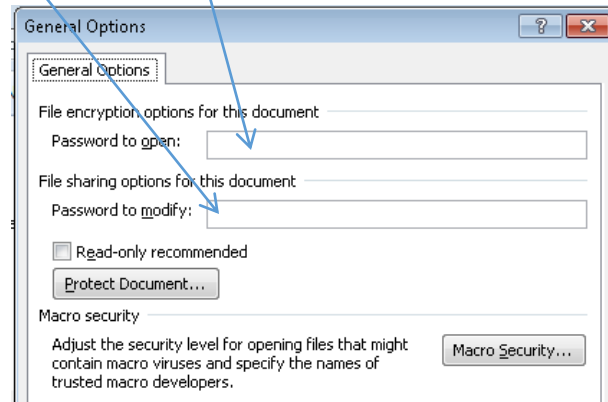 General Options
General Options
File encryption options for this document
Password to open:
File sharing options for this document
Password to modify:
Read-only recommended
Protect Document...
Macro security
Adjust the security level for opening files that might
contain macro viruses and specify the names of
trusted macro developers.
Macro Security...